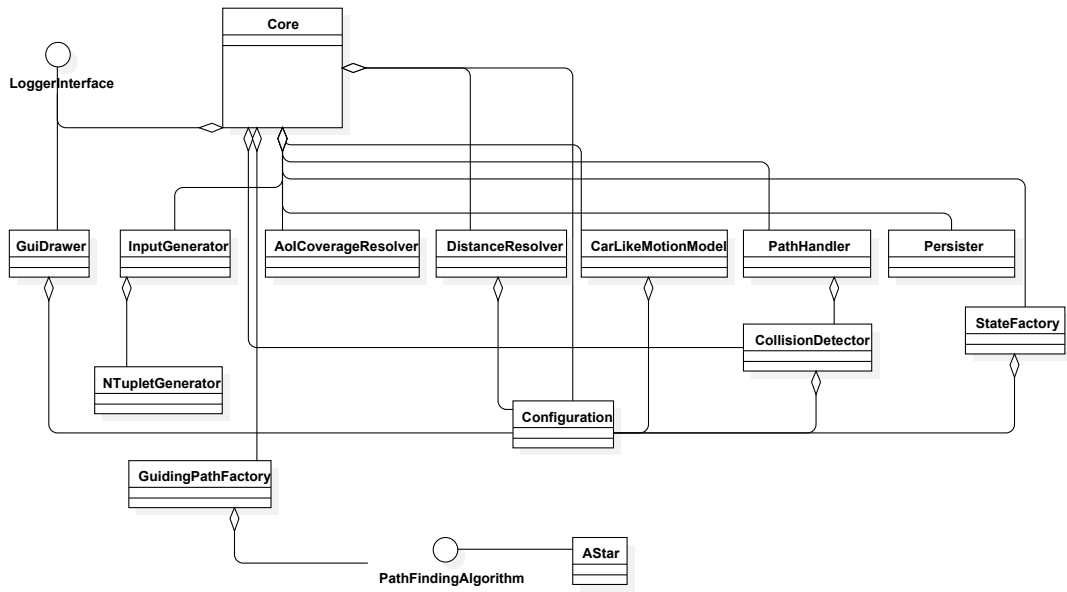 Core
LoggerInterface
GuiDrawer
InputGenerator
AoICoverageResolver
DistanceResolver
CarLikeMotionModel
PathHandler
Persister
StateFactory
CollisionDetector
NTupletGenerator
Configuration
GuidingPathFactory
AStar
PathFindingAlgorithm